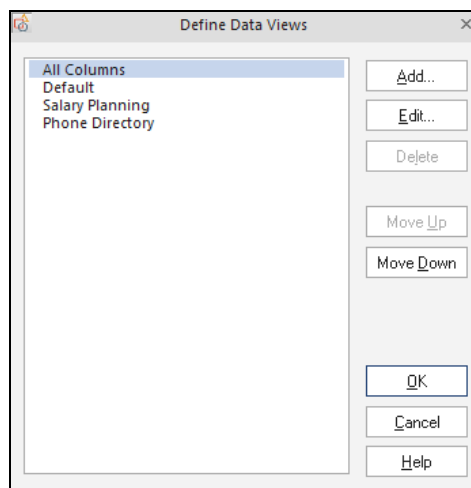 Define Data Views
All Columns
Default
Salary Planning
Phone Directory
Add...
Edit...
Delete
Move Up
Move Down
OK
Cancel
Help